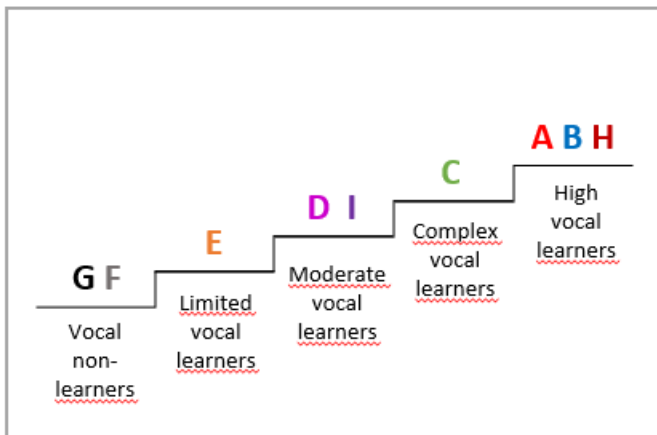 A B H
C
High
vocal
learners
D I
Complex
vocal
learners
E
Moderate
vocal
learners
G F
Limited
vocal
learners
Vocal
non-
learners